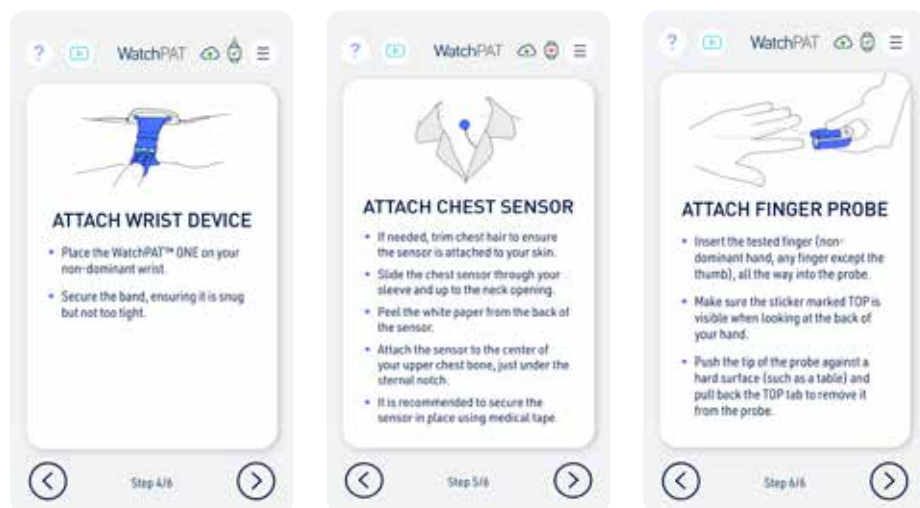 ?
WatchPAT
ATTACH WRIST DEVICE
• Place the WatchPAT™ ONE on your
non-dominant wrist.
• Secure the band, ensuring it is snug
but not too tight.
Step 4/6
?
WatchPAT
ATTACH CHEST SENSOR
• If needed, trim chest hair to ensure
the sensor is attached to your skin.
• Slide the chest sensor through your
sleeve and up to the neck opening.
• Peel the white paper from the back of
the sensor.
• Attach the sensor to the center of
your upper chest bone, just under the
sternal notch.
• It is recommended to secure the
sensor in place using medical tape.
Step 5/6
?
WatchPAT
ATTACH FINGER PROBE
• Insert the tested finger (non-
dominant hand, any finger except the
thumb), all the way into the probe.
• Make sure the sticker marked TOP is
visible when looking at the back of
your hand.
• Push the tip of the probe against a
hard surface (such as a table) and
pull back the TOP tab to remove it
from the probe.
Step 6/6